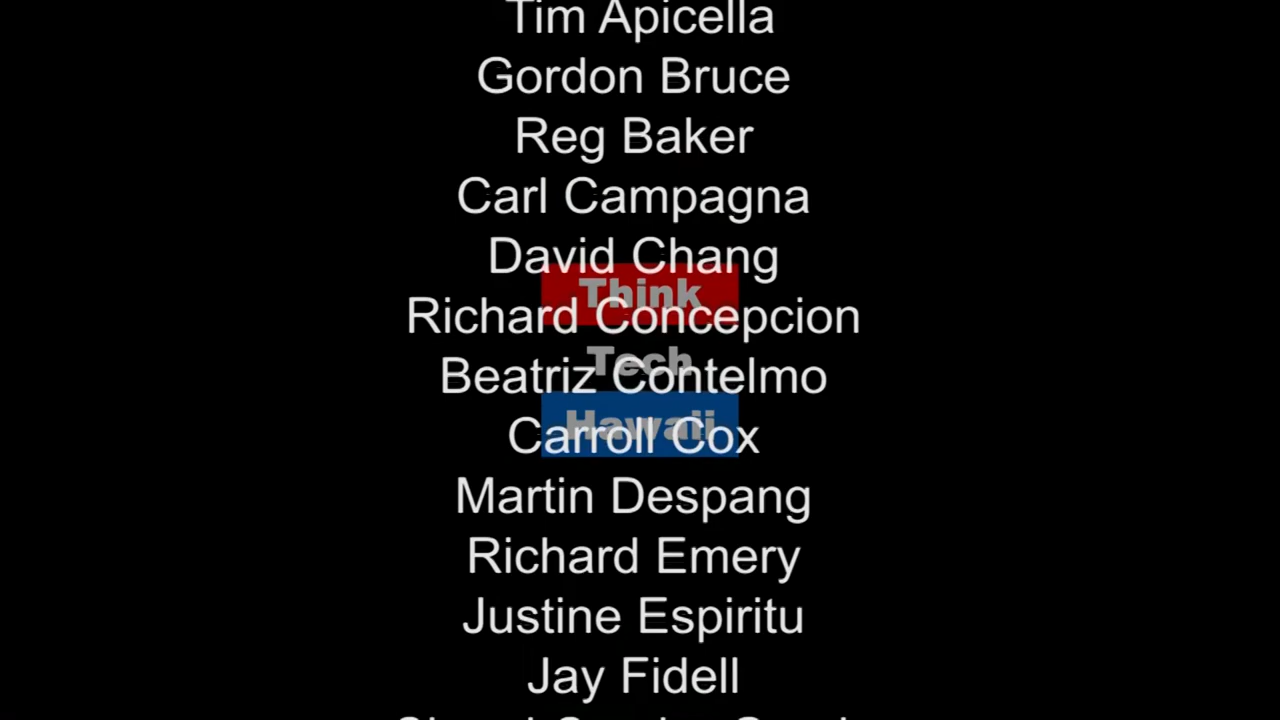 Tim Apicella
Gordon Bruce
Reg Baker
Carl Campagna
David Chang
Think
Richard Concepcion
Tech
Beatriz Contelmo
Hawaii
Carroll Cox
Martin Despang
Richard Emery
Justine Espiritu
Jay Fidell